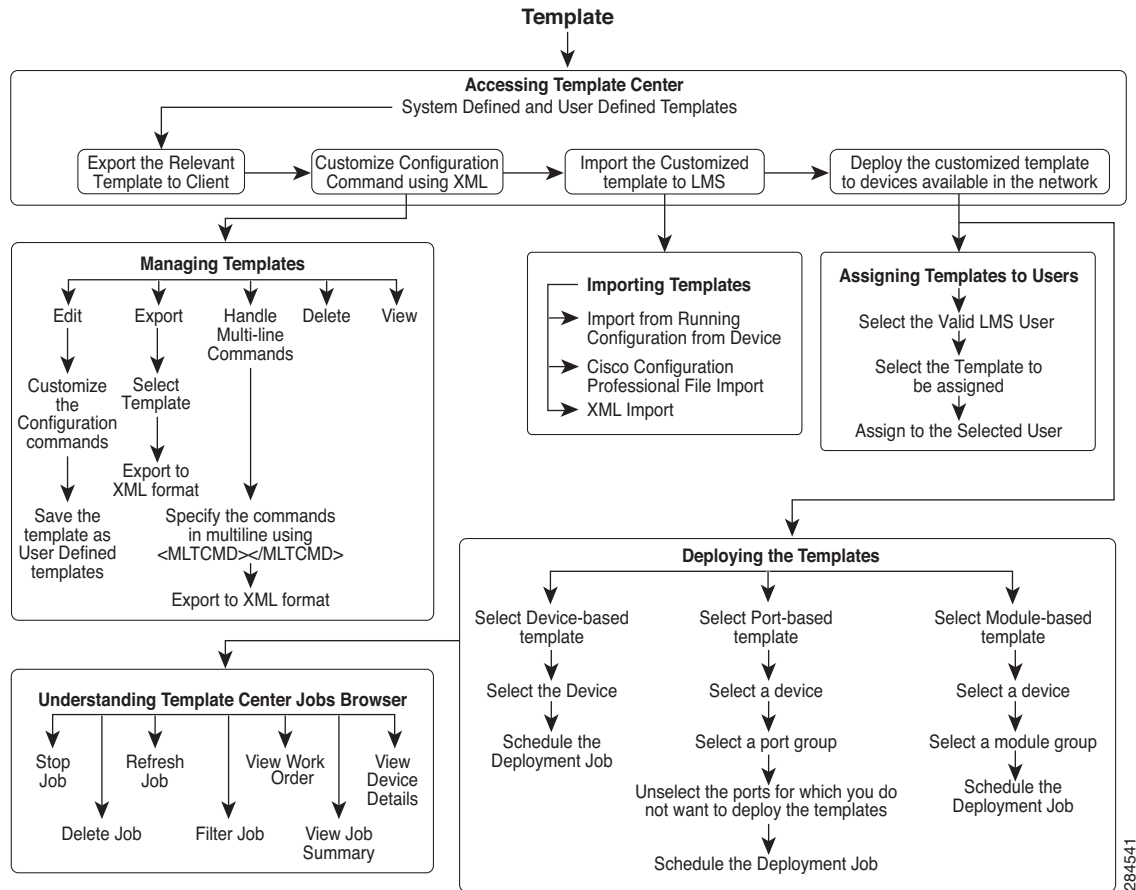 Template
Accessing Template Center
System Defined and User Defined Templates
Export the Relevant
Template to Client
Customize Configuration
Command using XML
Import the Customized
template to LMS
Deploy the customized template
to devices available in the network
Managing Templates
Edit
Export
Handle
Multi-line
Commands
Delete
View
Customize
the
Configuration
commands
Select
Template
Export to
XML format
Save the
template as
User Defined
templates
Specify the commands
in multiline using
<MLTCMD></MLTCMD>
Export to XML format
Importing Templates
Import from Running
Configuration from Device
Cisco Configuration
Professional File Import
XML Import
Assigning Templates to Users
Select the Valid LMS User
Select the Template to
be assigned
Assign to the Selected User
Deploying the Templates
Select Device-based
template
Select the Device
Schedule the
Deployment Job
Select Port-based
template
Select a device
Select a port group
Unselect the ports for which you do
not want to deploy the templates
Schedule the Deployment Job
Select Module-based
template
Select a device
Select a module group
Schedule the
Deployment Job
Understanding Template Center Jobs Browser
Stop
Job
Refresh
Job
View Work
Order
View
Device
Details
Delete Job
Filter Job
View Job
Summary
284541